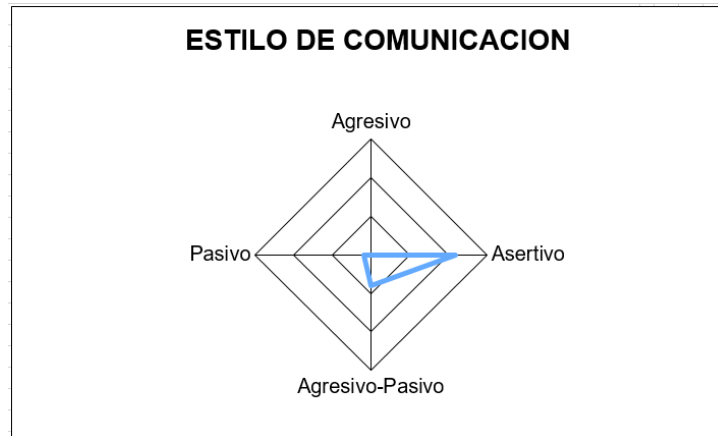 ESTILO DE COMUNICACION
Agresivo
Pasivo
Asertivo
Agresivo-Pasivo